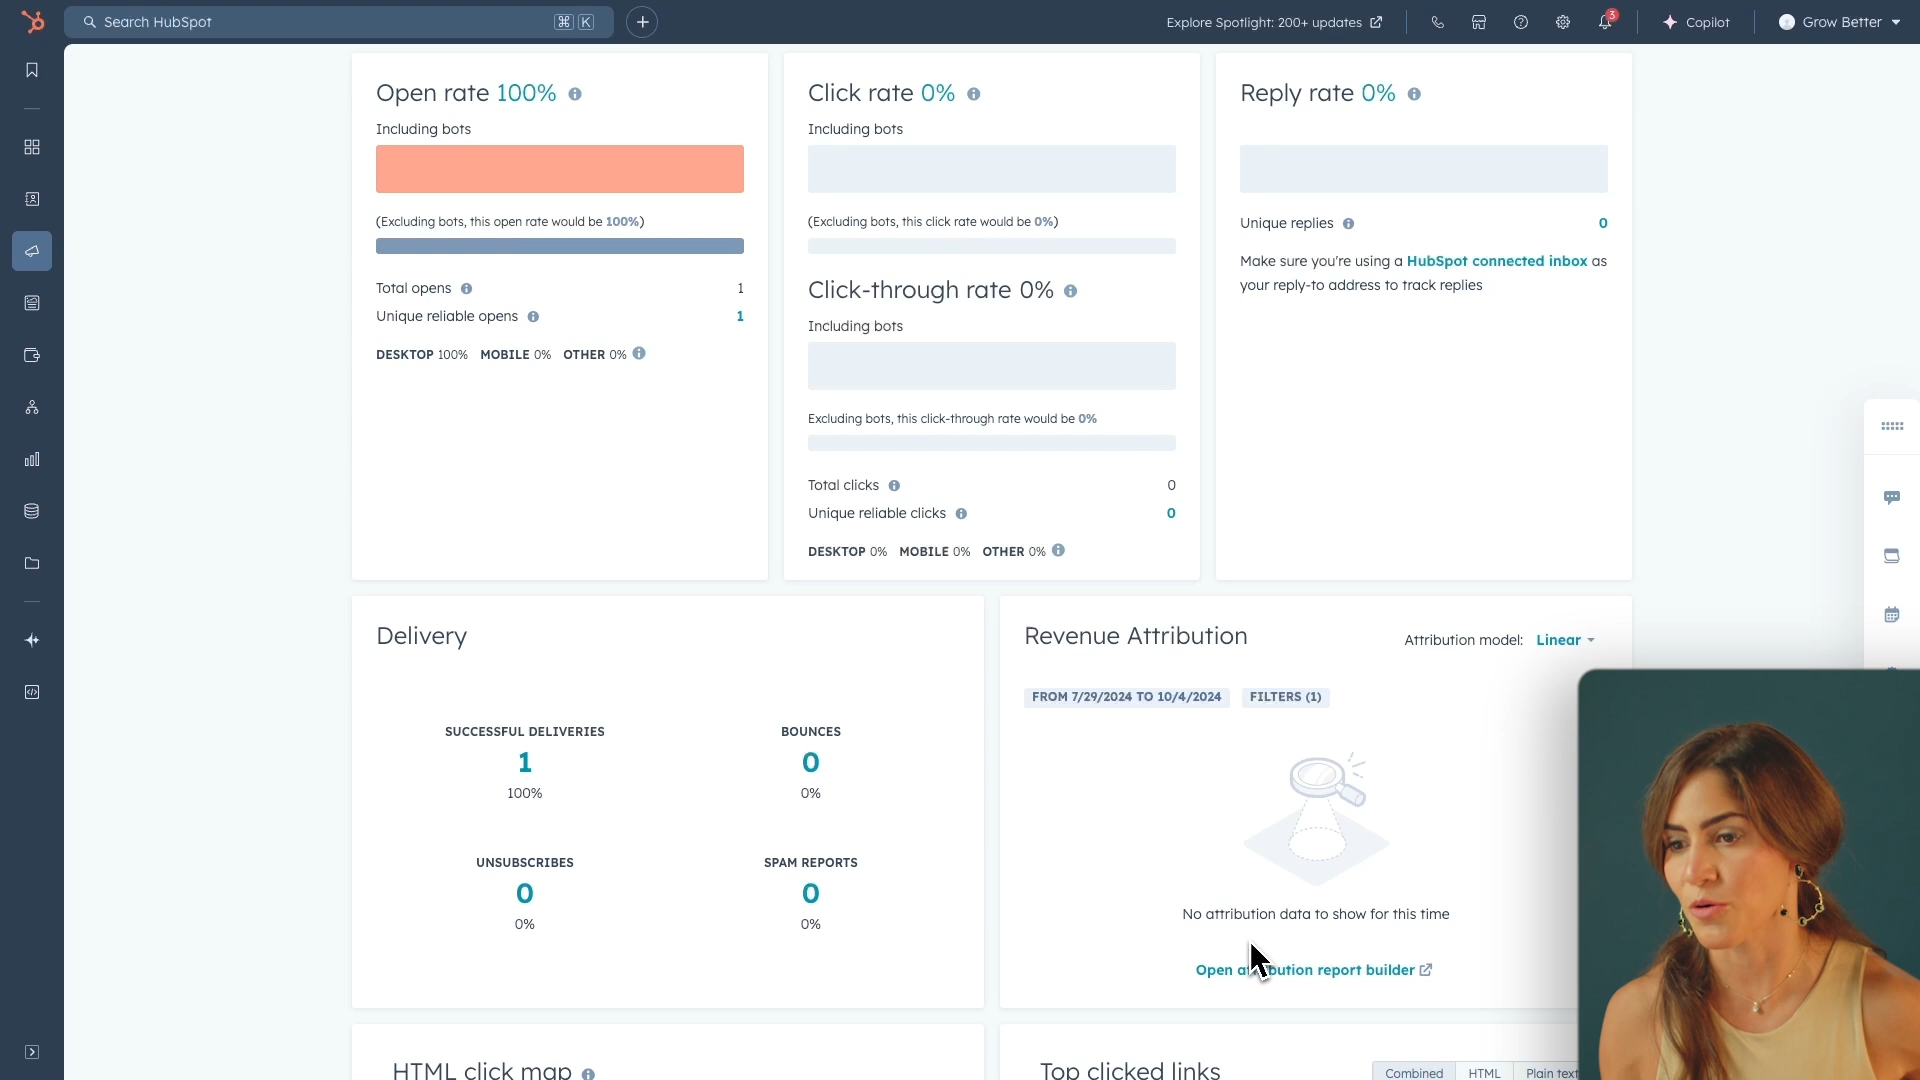 Search HubSpot
⌘ K
Explore Spotlight: 200+ updates
3
Copilot
Grow Better
Open rate 100%
Including bots
(Excluding bots, this open rate would be 100%)
Total opens 1
Unique reliable opens 1
DESKTOP 100% MOBILE 0% OTHER 0%
Click rate 0%
Including bots
(Excluding bots, this click rate would be 0%)
Click-through rate 0%
Including bots
Excluding bots, this click-through rate would be 0%
Total clicks 0
Unique reliable clicks 0
DESKTOP 0% MOBILE 0% OTHER 0%
Reply rate 0%
Unique replies 0
Make sure you're using a HubSpot connected inbox as
your reply-to address to track replies
Delivery
SUCCESSFUL DELIVERIES
1
100%
BOUNCES
0
0%
UNSUBSCRIBES
0
0%
SPAM REPORTS
0
0%
Revenue Attribution
Attribution model: Linear
FROM 7/29/2024 TO 10/4/2024 FILTERS (1)
No attribution data to show for this time
Open attribution report builder
HTML click map
Top clicked links
Combined HTML Plain text